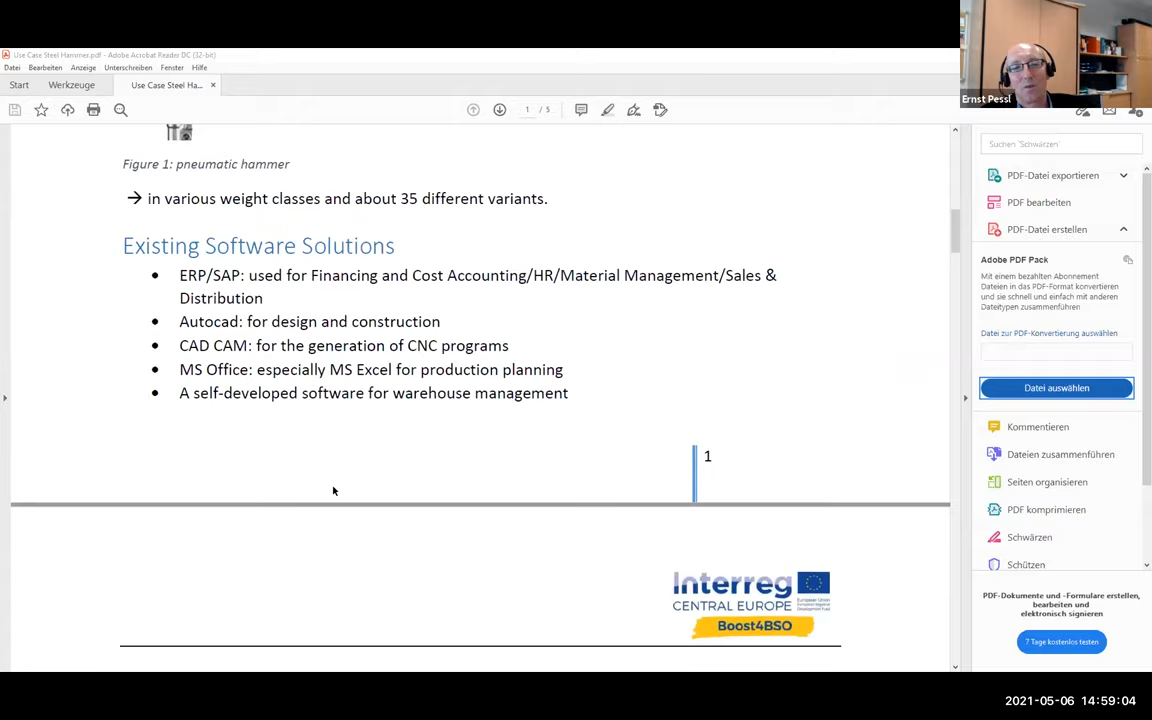 Use Case Steel Hammer.pdf - Adobe Acrobat Reader DC (32-bit)
Datei Bearbeiten Anzeige Unterschreiben Fenster Hilfe
Start Werkzeuge Use Case Steel Ha... ×
1 / 5
Ernst Pessl
Figure 1: pneumatic hammer
→ in various weight classes and about 35 different variants.
Existing Software Solutions
• ERP/SAP: used for Financing and Cost Accounting/HR/Material Management/Sales &
Distribution
• Autocad: for design and construction
• CAD CAM: for the generation of CNC programs
• MS Office: especially MS Excel for production planning
• A self-developed software for warehouse management
1
Interreg
CENTRAL EUROPE
European Union
European Regional
Development Fund
Boost4BSO
Suchen "Schwärzen"
PDF-Datei exportieren
PDF bearbeiten
PDF-Datei erstellen
Adobe PDF Pack
Mit einem bezahlten Abonnement
Dateien in das PDF-Format konvertieren
und sie schnell und einfach mit anderen
Dateitypen zusammenführen
Datei zur PDF-Konvertierung auswählen
Datei auswählen
Kommentieren
Dateien zusammenführen
Seiten organisieren
PDF komprimieren
Schwärzen
Schützen
PDF-Dokumente und -Formulare erstellen,
bearbeiten und
elektronisch signieren
7 Tage kostenlos testen
2021-05-06 14:59:04